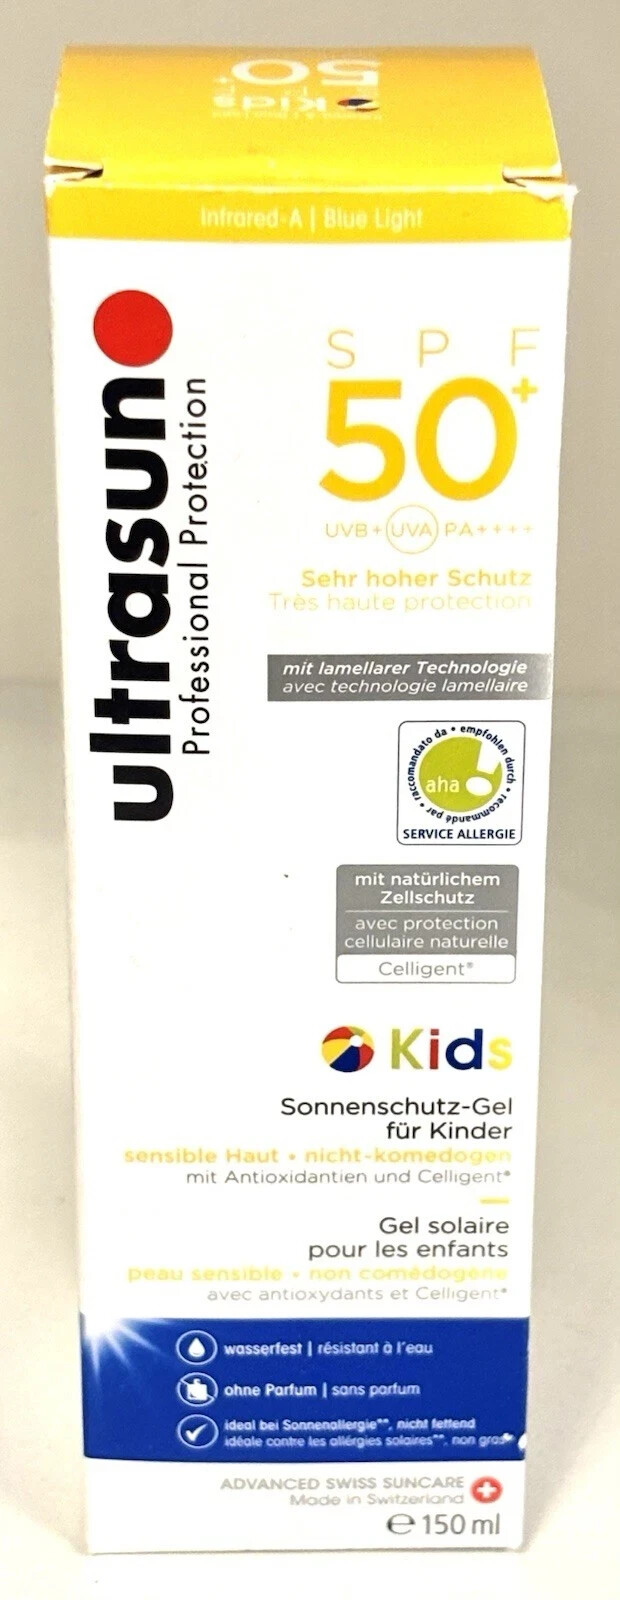 SPF
50+
Kids
Infrared-A | Blue Light
ultrasun
Professional Protection
SPF
50+
UVB+ UVA PA++++
Sehr hoher Schutz
Très haute protection
mit lamellarer Technologie
avec technologie lamellaire
raccomandato da • empfohlen durch • recommandé par •
aha!
SERVICE ALLERGIE
mit natürlichem
Zellschutz
avec protection
cellulaire naturelle
Celligent®
Kids
Sonnenschutz-Gel
für Kinder
sensible Haut • nicht-komedogen
mit Antioxidantien und Celligent®
Gel solaire
pour les enfants
peau sensible • non comédogène
avec antioxydants et Celligent®
wasserfest | résistant à l'eau
ohne Parfum | sans parfum
ideal bei Sonnenallergie**, nicht fettend
idéale contre les allérgies solaires**, non gras
ADVANCED SWISS SUNCARE
Made in Switzerland
℮ 150 ml